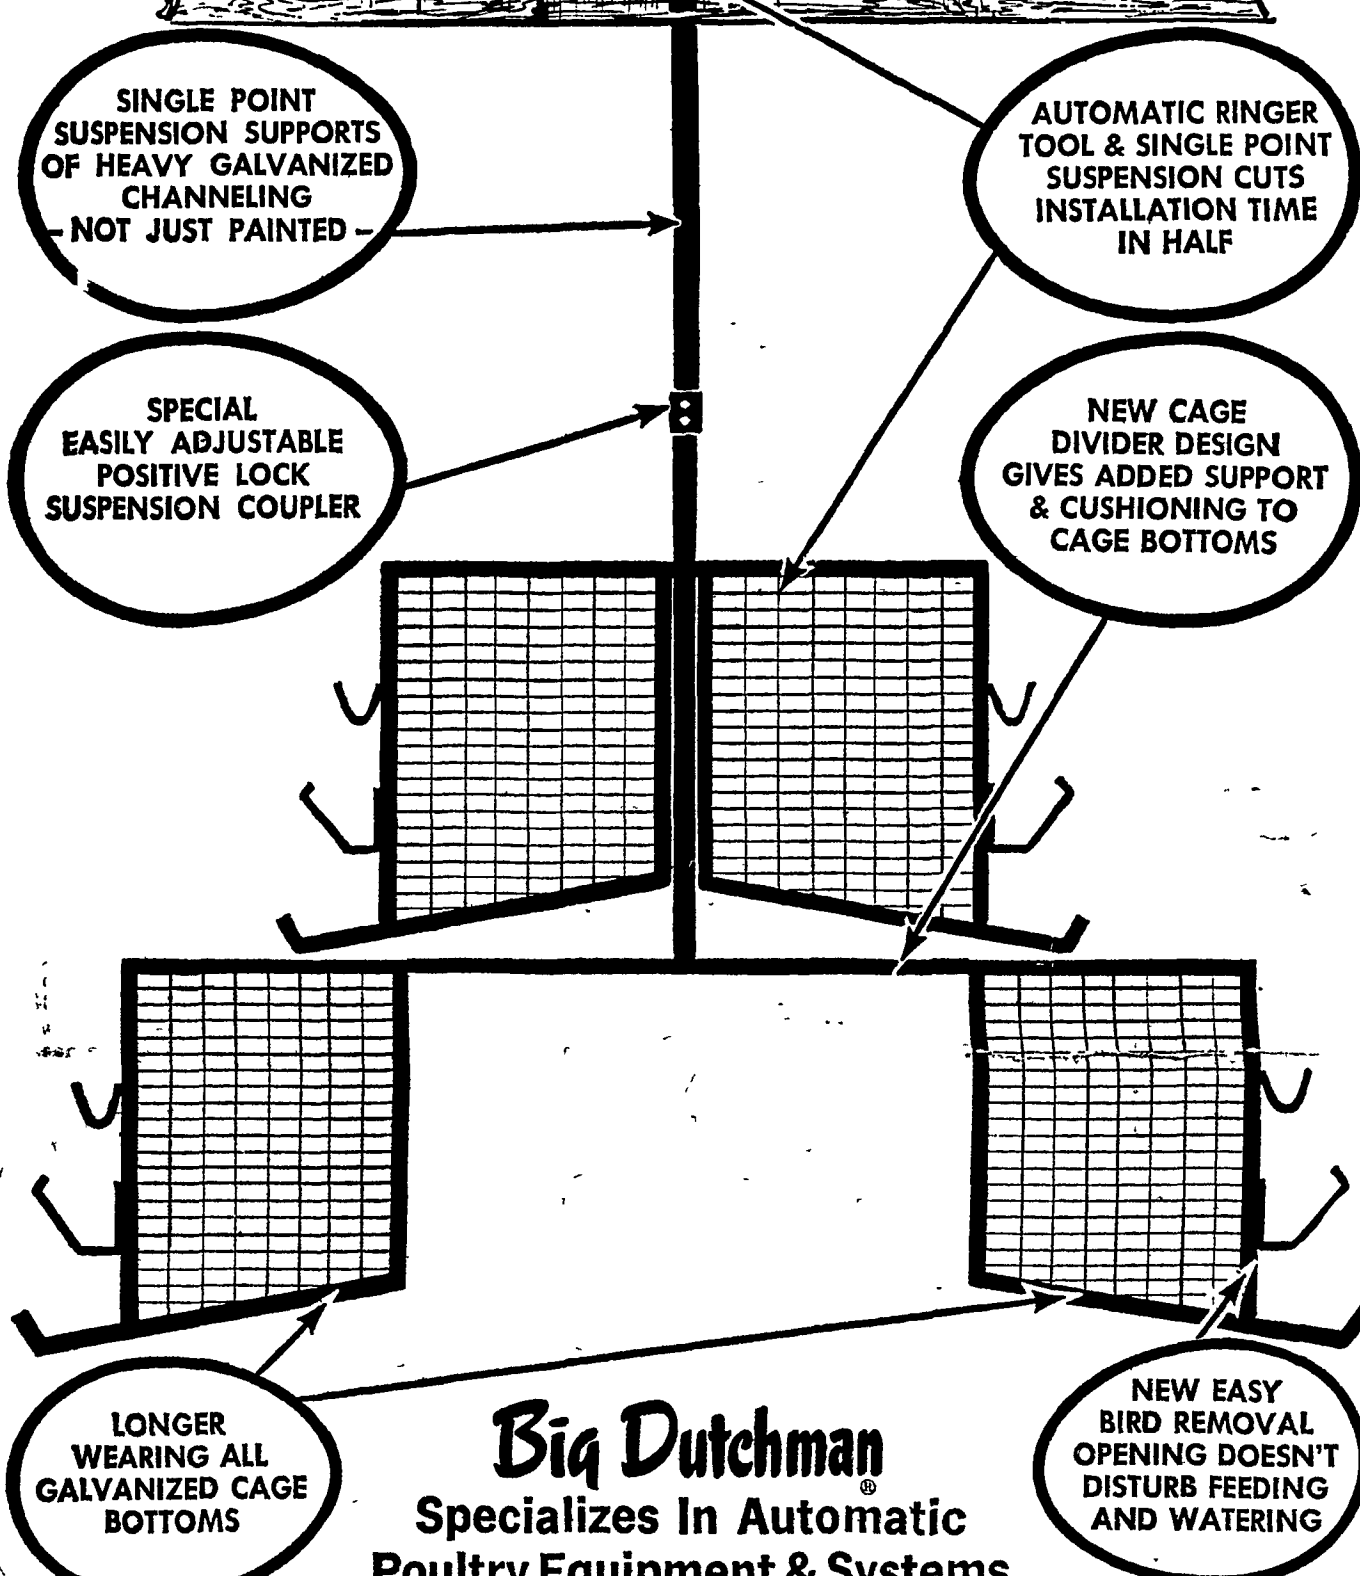 SINGLE POINT
SUSPENSION SUPPORTS
OF HEAVY GALVANIZED
CHANNELING
- NOT JUST PAINTED -
AUTOMATIC RINGER
TOOL & SINGLE POINT
SUSPENSION CUTS
INSTALLATION TIME
IN HALF
SPECIAL
EASILY ADJUSTABLE
POSITIVE LOCK
SUSPENSION COUPLER
NEW CAGE
DIVIDER DESIGN
GIVES ADDED SUPPORT
& CUSHIONING TO
CAGE BOTTOMS
LONGER
WEARING ALL
GALVANIZED CAGE
BOTTOMS
NEW EASY
BIRD REMOVAL
OPENING DOESN'T
DISTURB FEEDING
AND WATERING
Big Dutchman®
Specializes In Automatic
Poultry Equipment & Systems